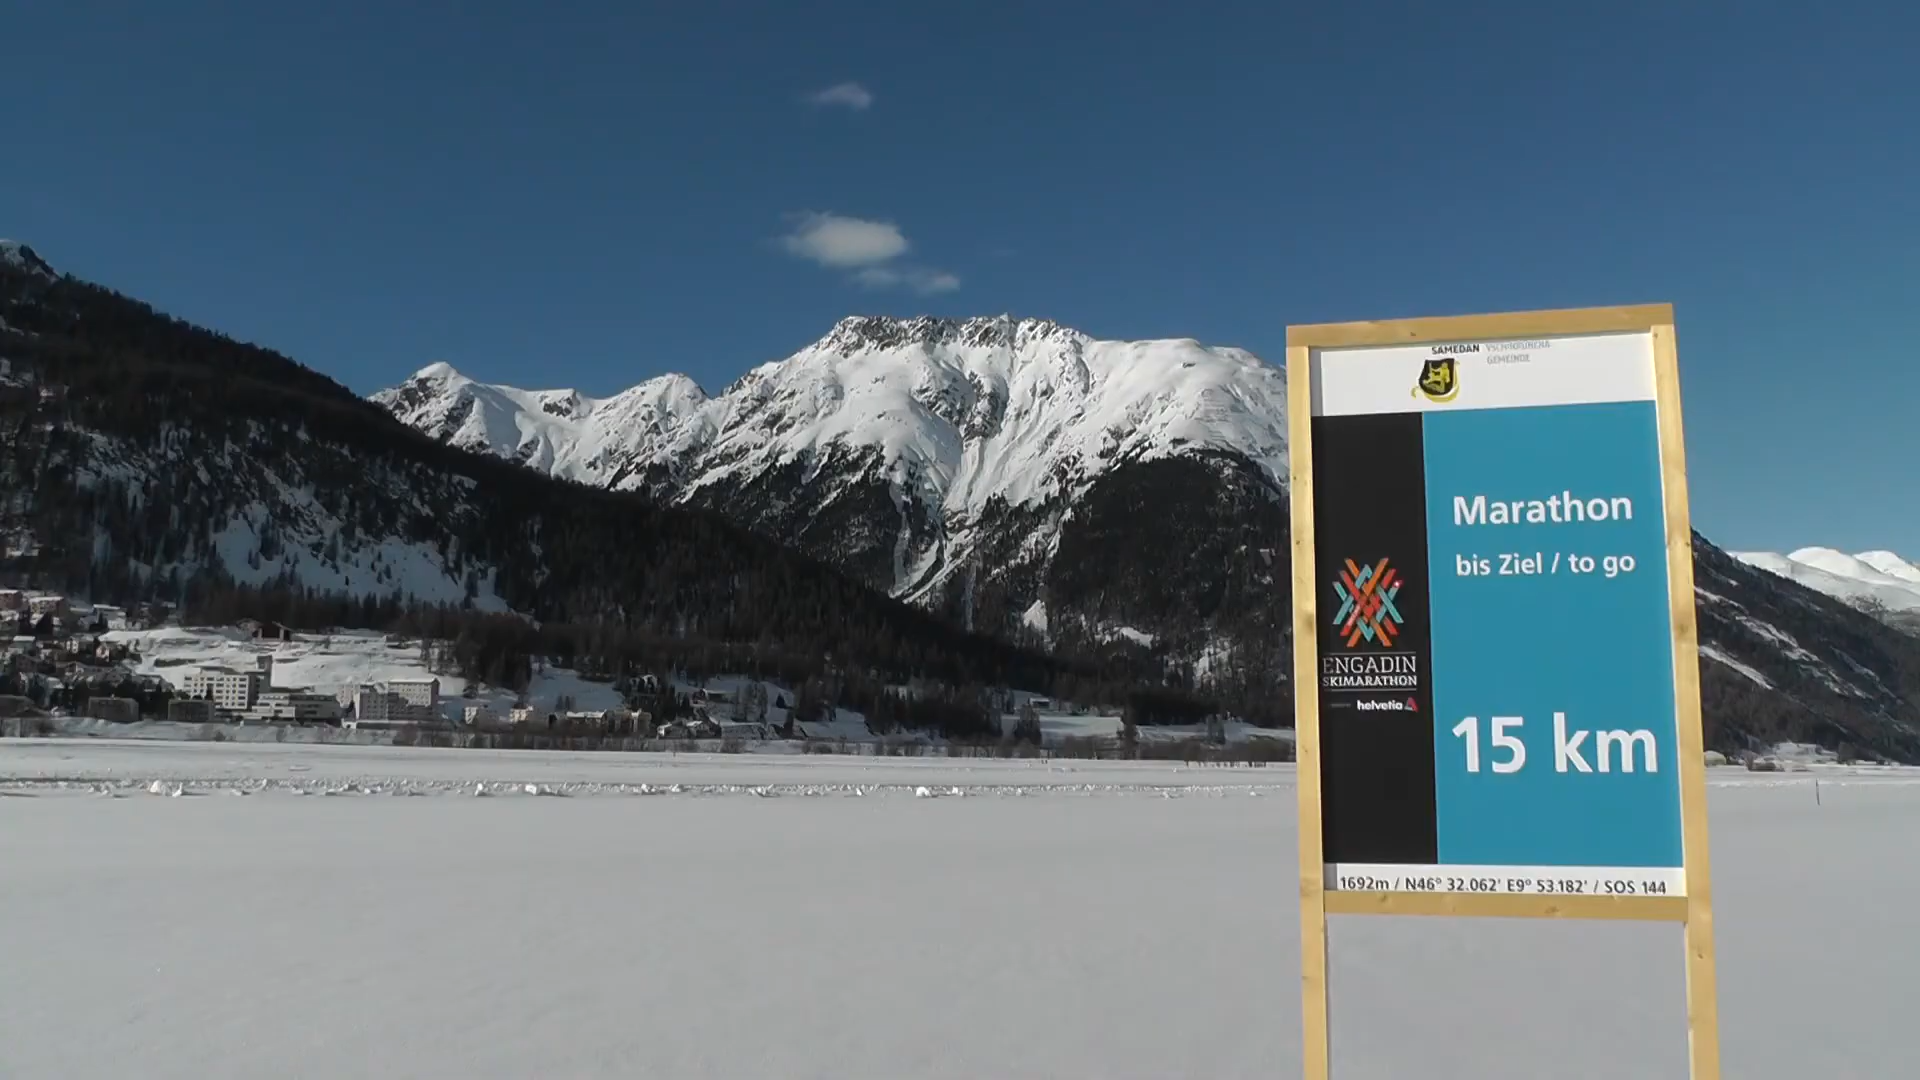 SAMEDAN
GEMEINDE
Marathon
bis Ziel / to go
ENGADIN
SKIMARATHON
helvetia
15 km
1692m / N46° 32.062' E9° 53.182' / SOS 144